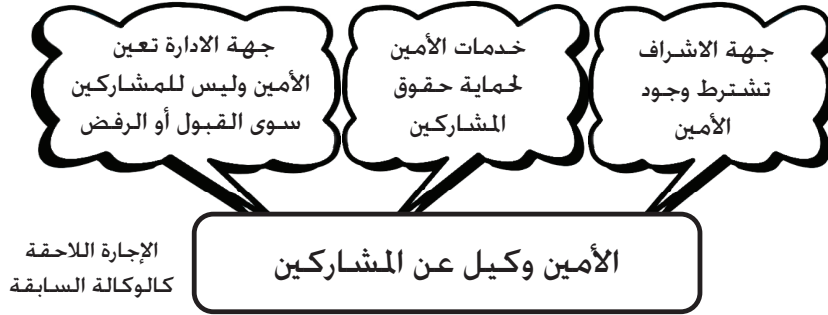 جهة الاشراف
تشترط وجود
الأمين
خدمات الأمين
لحماية حقوق
المشاركين
جهة الادارة تعين
الأمين وليس للمشاركين
سوى القبول أو الرفض
الأمين وكيل عن المشاركين
الإجارة اللاحقة
كالوكالة السابقة